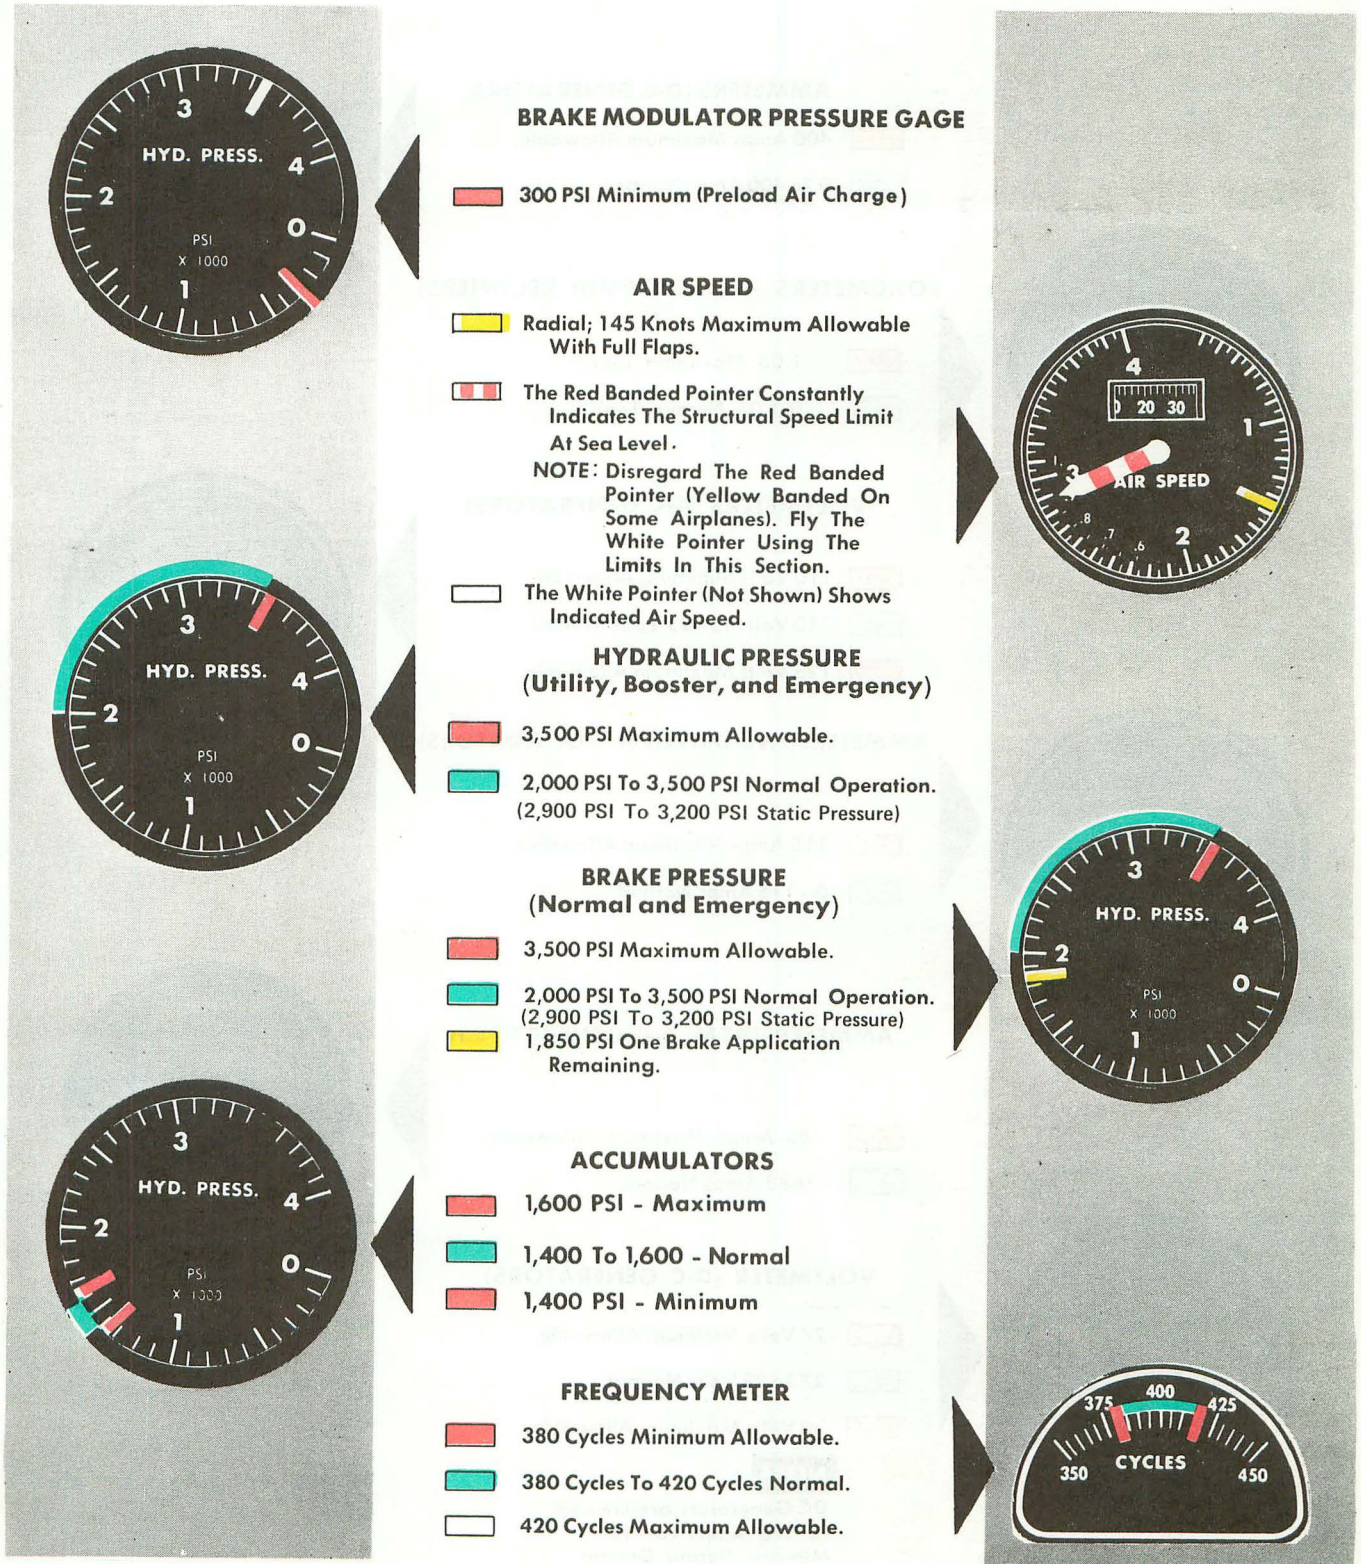 3
HYD. PRESS.
4
2
0
PSI
X 1000
1
BRAKE MODULATOR PRESSURE GAGE
300 PSI Minimum (Preload Air Charge)
AIR SPEED
Radial; 145 Knots Maximum Allowable
With Full Flaps.
The Red Banded Pointer Constantly
Indicates The Structural Speed Limit
At Sea Level.
NOTE: Disregard The Red Banded
Pointer (Yellow Banded On
Some Airplanes). Fly The
White Pointer Using The
Limits In This Section.
The White Pointer (Not Shown) Shows
Indicated Air Speed.
4
0 20 30
1
3
AIR SPEED
.8
.7
.6
2
3
HYD. PRESS.
4
2
0
PSI
X 1000
1
HYDRAULIC PRESSURE
(Utility, Booster, and Emergency)
3,500 PSI Maximum Allowable.
2,000 PSI To 3,500 PSI Normal Operation.
(2,900 PSI To 3,200 PSI Static Pressure)
BRAKE PRESSURE
(Normal and Emergency)
3,500 PSI Maximum Allowable.
2,000 PSI To 3,500 PSI Normal Operation.
(2,900 PSI To 3,200 PSI Static Pressure)
1,850 PSI One Brake Application
Remaining.
3
HYD. PRESS.
4
2
0
PSI
X 1000
1
3
HYD. PRESS.
4
2
0
PSI
X 1000
1
ACCUMULATORS
1,600 PSI - Maximum
1,400 To 1,600 - Normal
1,400 PSI - Minimum
FREQUENCY METER
380 Cycles Minimum Allowable.
380 Cycles To 420 Cycles Normal.
420 Cycles Maximum Allowable.
400
375 425
CYCLES
350 450